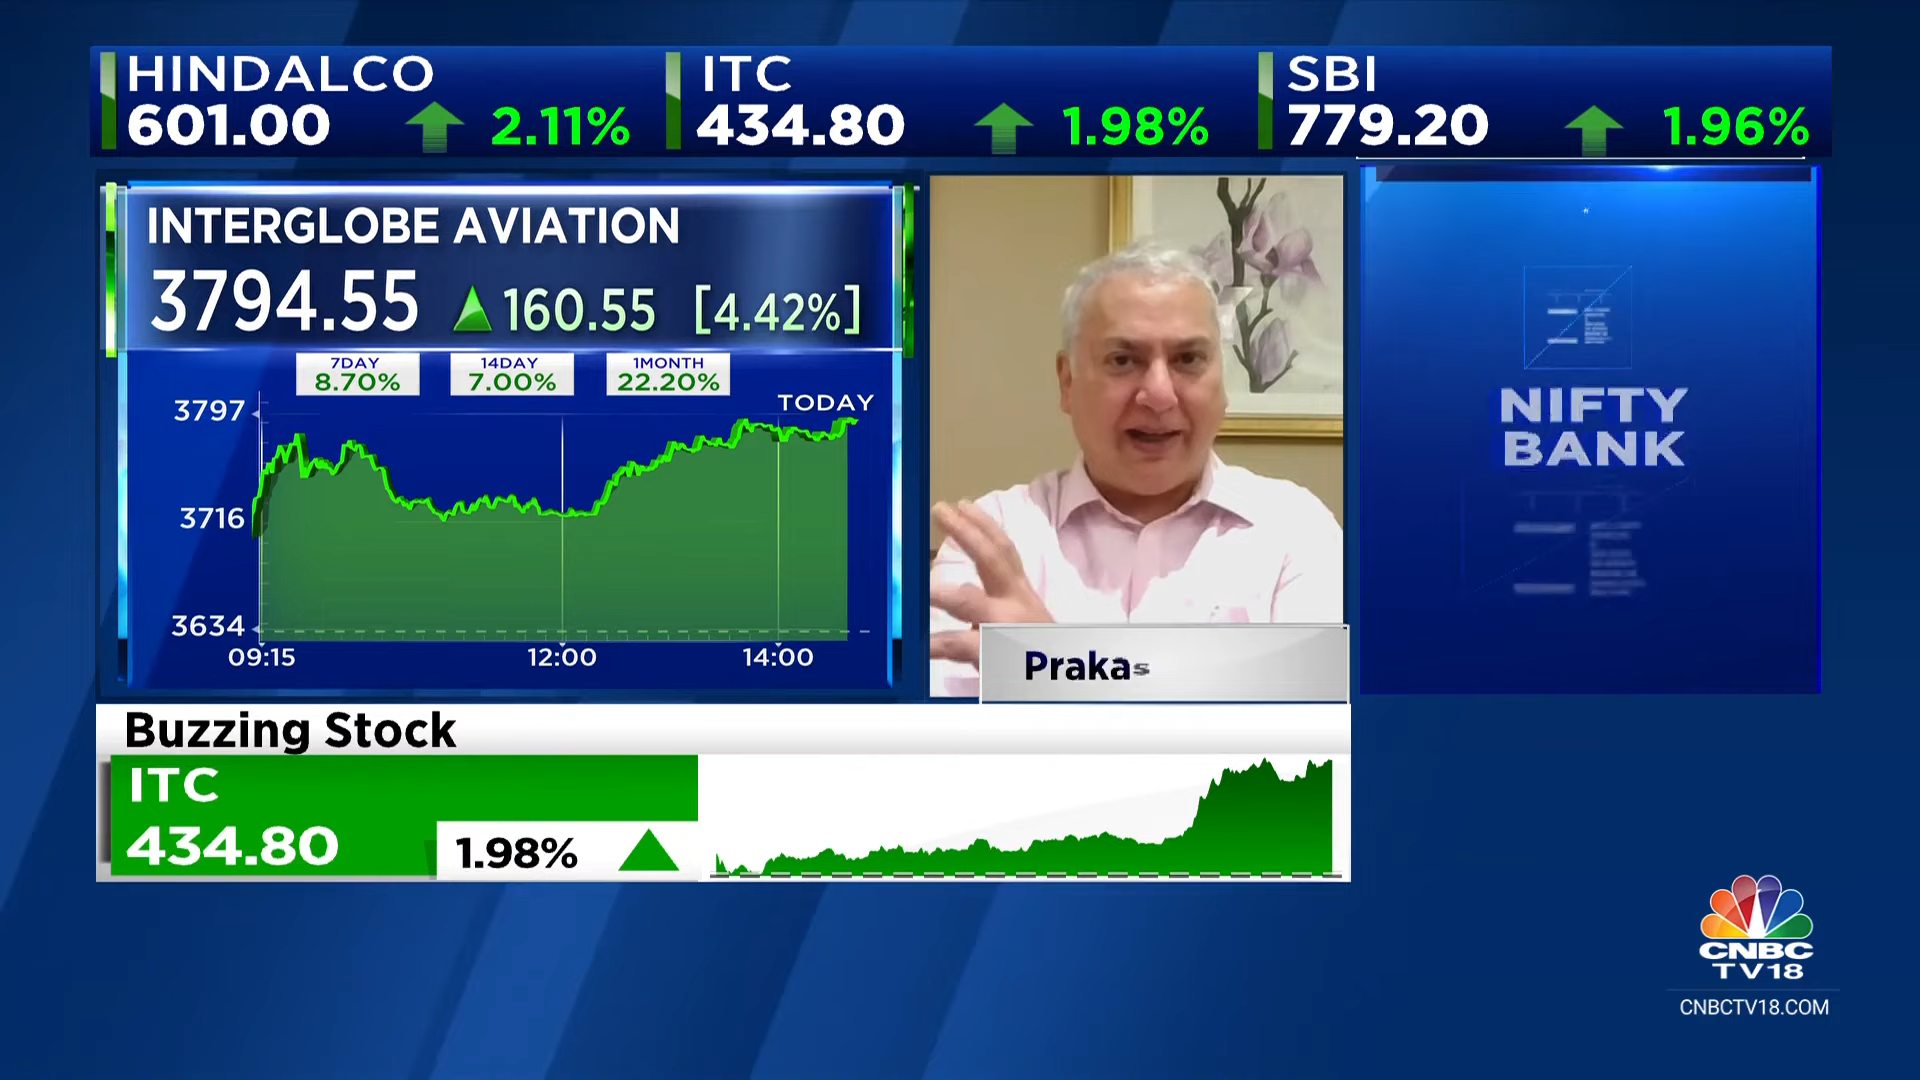 HINDALCO
601.00 2.11%
ITC
434.80 1.98%
SBI
779.20 1.96%
INTERGLOBE AVIATION
3794.55 160.55 [4.42%]
7DAY
8.70%
14DAY
7.00%
1MONTH
22.20%
TODAY
3797
3716
3634
09:15 12:00 14:00
Prakas
NIFTY
BANK
Buzzing Stock
ITC
434.80 1.98%
CNBC
TV18
CNBCTV18.COM